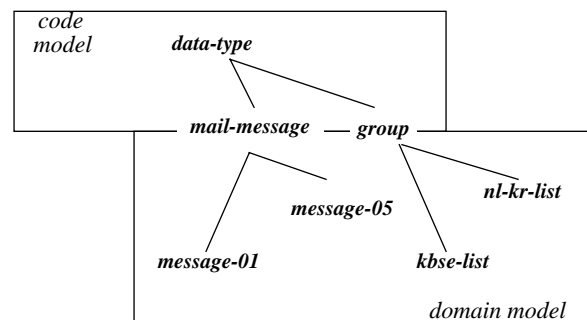 code
model
data-type
mail-message
group
nl-kr-list
message-05
message-01
kbse-list
domain model